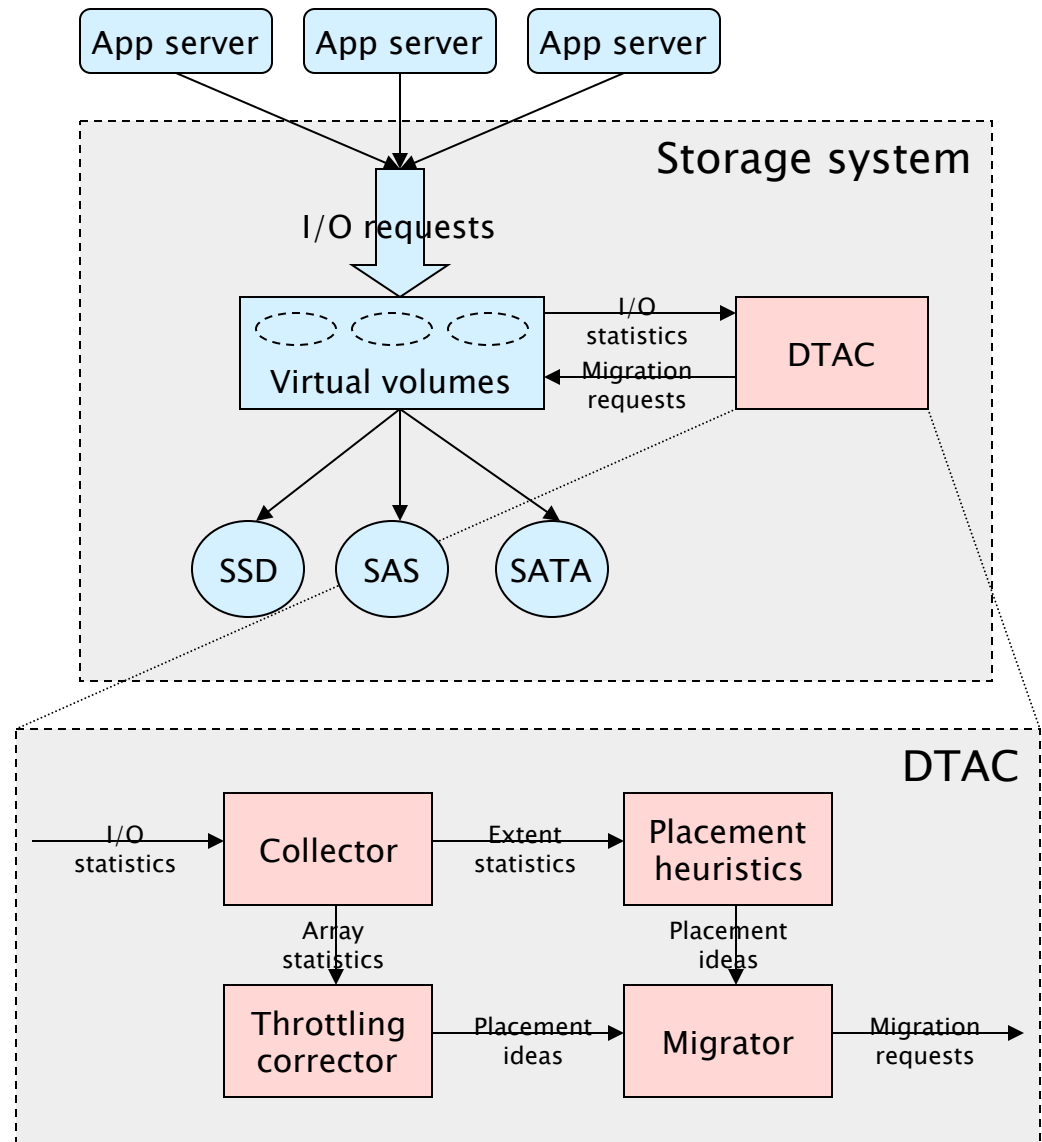 App server
App server
App server
Storage system
I/O requests
I/O
statistics
Migration
requests
DTAC
Virtual volumes
SSD
SAS
SATA
DTAC
I/O
statistics
Collector
Extent
statistics
Placement
heuristics
Array
statistics
Placement
ideas
Throttling
corrector
Placement
ideas
Migrator
Migration
requests